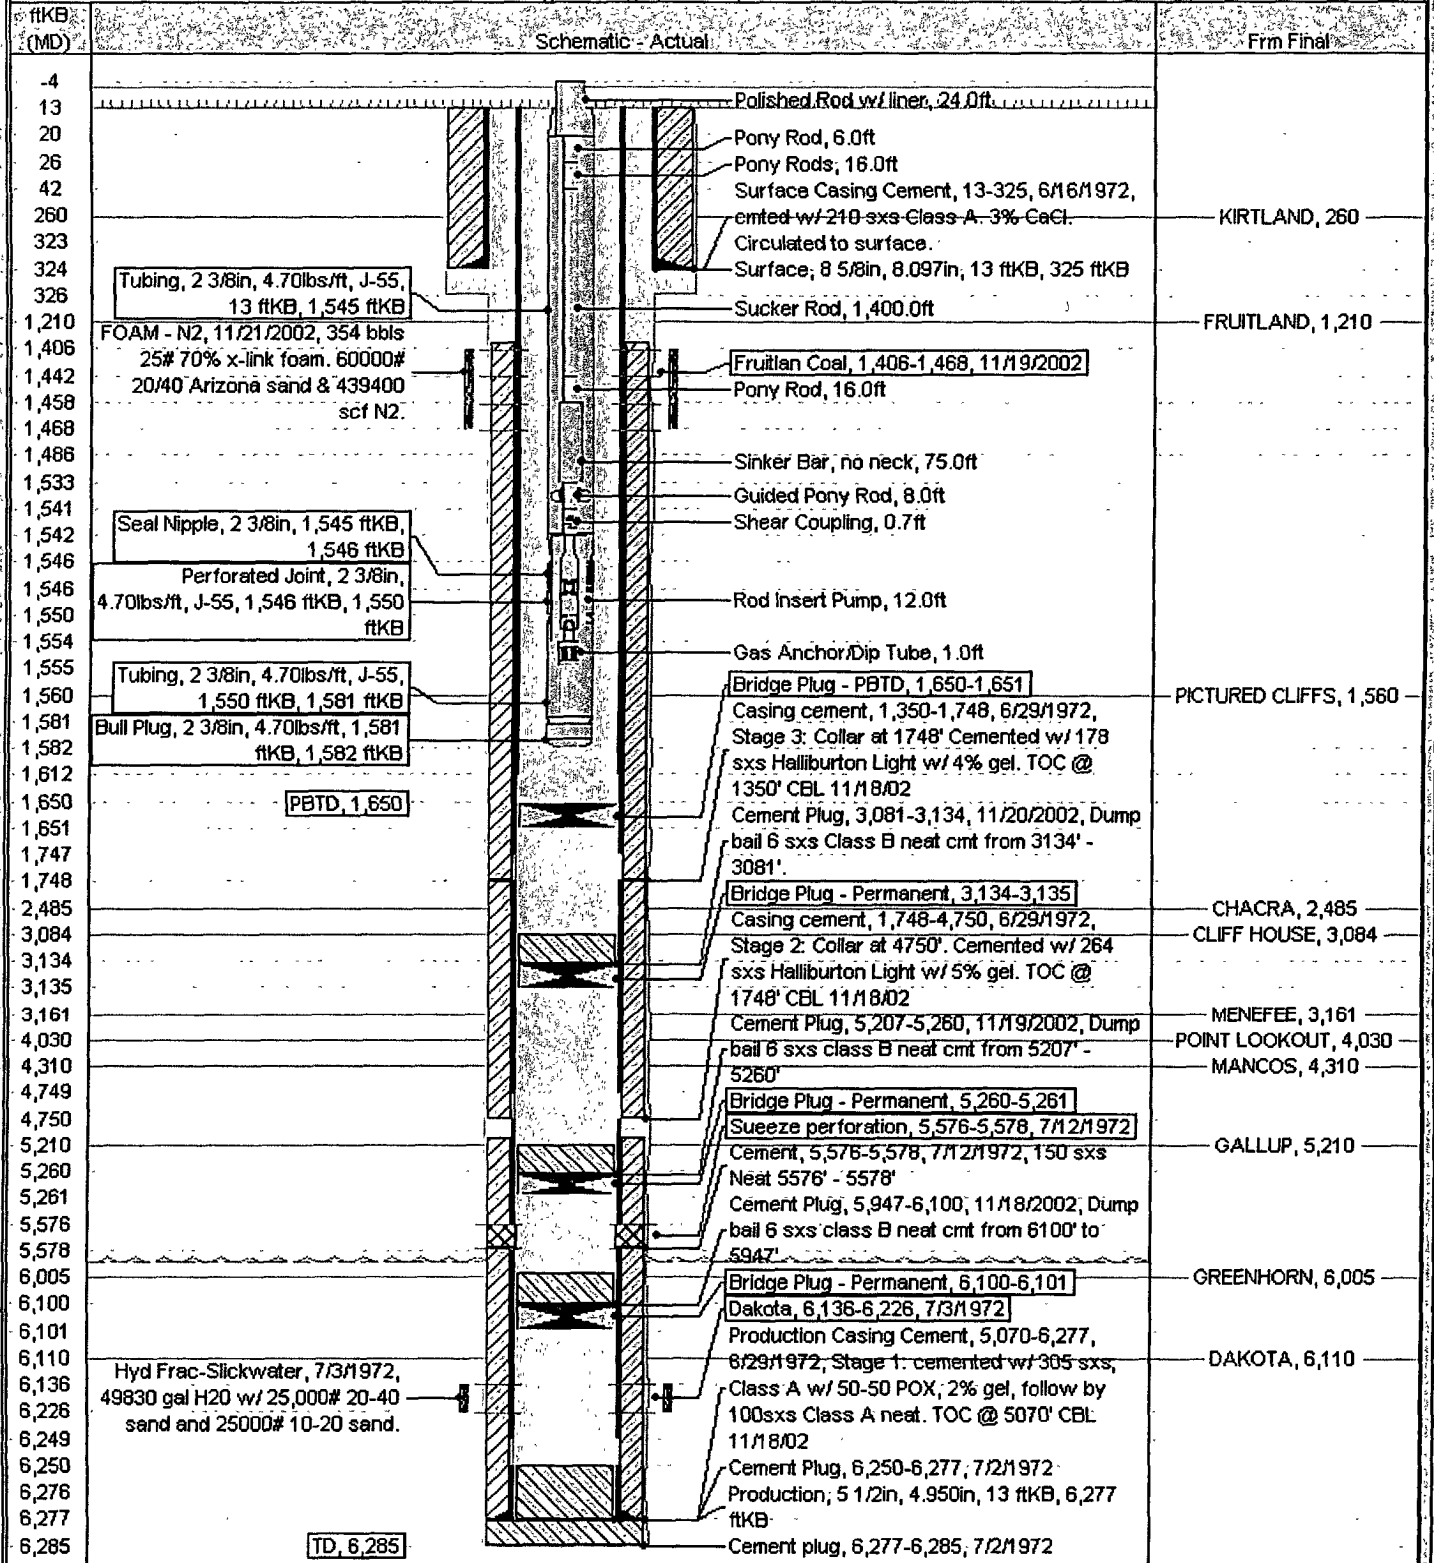 ftKB
(MD)
Schematic - Actual
Frm Final
-4
13
20
26
42
260
323
324
326
1,210
1,406
1,442
1,458
1,468
1,486
1,533
1,541
1,542
1,546
1,546
1,550
1,554
1,555
1,560
1,581
1,582
1,612
1,650
1,651
1,747
1,748
2,485
3,084
3,134
3,135
3,161
4,030
4,310
4,749
4,750
5,210
5,260
5,261
5,576
5,578
6,005
6,100
6,101
6,110
6,136
6,226
6,249
6,250
6,276
6,277
6,285
Tubing, 2 3/8in, 4.70lbs/ft, J-55,
13 ftKB, 1,545 ftKB
FOAM - N2, 11/21/2002, 354 bbls
25# 70% x-link foam. 60000#
20/40 Arizona sand & 439400
scf N2.
Seal Nipple, 2 3/8in, 1,545 ftKB,
1,546 ftKB
Perforated Joint, 2 3/8in,
4.70lbs/ft, J-55, 1,546 ftKB, 1,550
ftKB
Tubing, 2 3/8in, 4.70lbs/ft, J-55,
1,550 ftKB, 1,581 ftKB
Bull Plug, 2 3/8in, 4.70lbs/ft, 1,581
ftKB, 1,582 ftKB
PBTD, 1,650
Hyd Frac-Slickwater, 7/3/1972,
49830 gal H20 w/ 25,000# 20-40
sand and 25000# 10-20 sand.
TD, 6,285
Polished Rod w/ liner, 24.0ft
Pony Rod, 6.0ft
Pony Rods, 16.0ft
Surface Casing Cement, 13-325, 6/16/1972,
cmted w/ 210 sxs Class A. 3% CaCl.
Circulated to surface.
Surface, 8 5/8in, 8.097in, 13 ftKB, 325 ftKB
Sucker Rod, 1,400.0ft
Fruitlan Coal, 1,406-1,468, 11/19/2002
Pony Rod, 16.0ft
Sinker Bar, no neck, 75.0ft
Guided Pony Rod, 8.0ft
Shear Coupling, 0.7ft
Rod Insert Pump, 12.0ft
Gas Anchor/Dip Tube, 1.0ft
Bridge Plug - PBTD, 1,650-1,651
Casing cement, 1,350-1,748, 6/29/1972,
Stage 3: Collar at 1748' Cemented w/ 178
sxs Halliburton Light w/ 4% gel. TOC @
1350' CBL 11/18/02
Cement Plug, 3,081-3,134, 11/20/2002, Dump
bail 6 sxs Class B neat cmt from 3134' -
3081'.
Bridge Plug - Permanent, 3,134-3,135
Casing cement, 1,748-4,750, 6/29/1972,
Stage 2: Collar at 4750'. Cemented w/ 264
sxs Halliburton Light w/ 5% gel. TOC @
1748' CBL 11/18/02
Cement Plug, 5,207-5,260, 11/19/2002, Dump
bail 6 sxs class B neat cmt from 5207' -
5260'
Bridge Plug - Permanent, 5,260-5,261
Sueeze perforation, 5,576-5,578, 7/12/1972
Cement, 5,576-5,578, 7/12/1972, 150 sxs
Neat 5576' - 5578'
Cement Plug, 5,947-6,100, 11/18/2002, Dump
bail 6 sxs class B neat cmt from 6100' to
5947'
Bridge Plug - Permanent, 6,100-6,101
Dakota, 6,136-6,226, 7/3/1972
Production Casing Cement, 5,070-6,277,
6/29/1972, Stage 1: cemented w/ 305 sxs,
Class A w/ 50-50 POX, 2% gel, follow by
100sxs Class A neat. TOC @ 5070' CBL
11/18/02
Cement Plug, 6,250-6,277, 7/2/1972
Production, 5 1/2in, 4.950in, 13 ftKB, 6,277
ftKB
Cement plug, 6,277-6,285, 7/2/1972
KIRTLAND, 260
FRUITLAND, 1,210
PICTURED CLIFFS, 1,560
CHACRA, 2,485
CLIFF HOUSE, 3,084
MENEFEE, 3,161
POINT LOOKOUT, 4,030
MANCOS, 4,310
GALLUP, 5,210
GREENHORN, 6,005
DAKOTA, 6,110